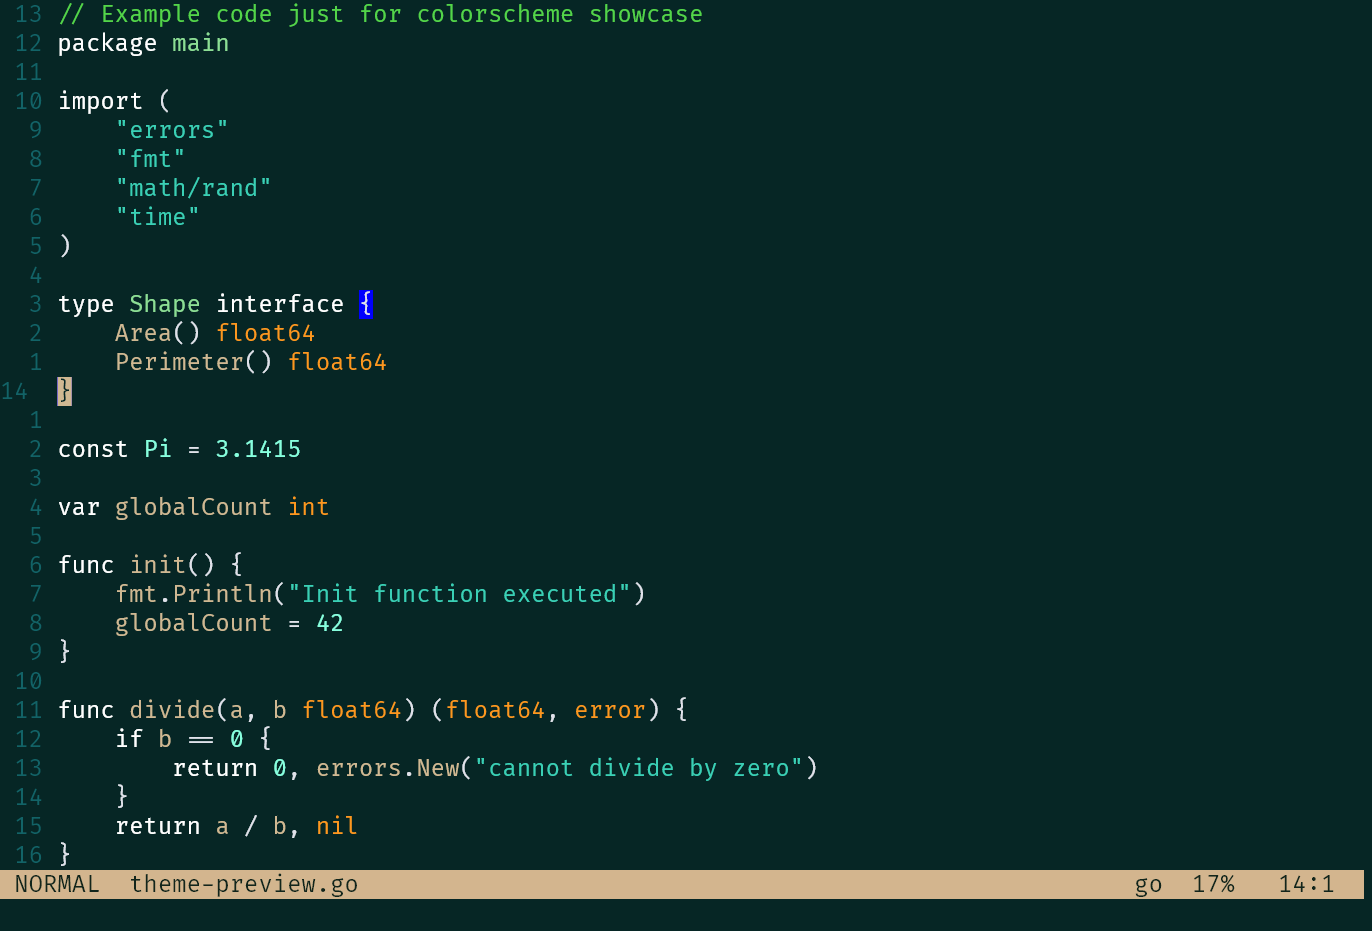 13 // Example code just for colorscheme showcase
12 package main
11
10 import (
9     "errors"
8     "fmt"
7     "math/rand"
6     "time"
5 )
4
3 type Shape interface {
2     Area() float64
1     Perimeter() float64
14 }
1
2 const Pi = 3.1415
3
4 var globalCount int
5
6 func init() {
7     fmt.Println("Init function executed")
8     globalCount = 42
9 }
10
11 func divide(a, b float64) (float64, error) {
12     if b == 0 {
13         return 0, errors.New("cannot divide by zero")
14     }
15     return a / b, nil
16 }
NORMAL theme-preview.go go 17% 14:1